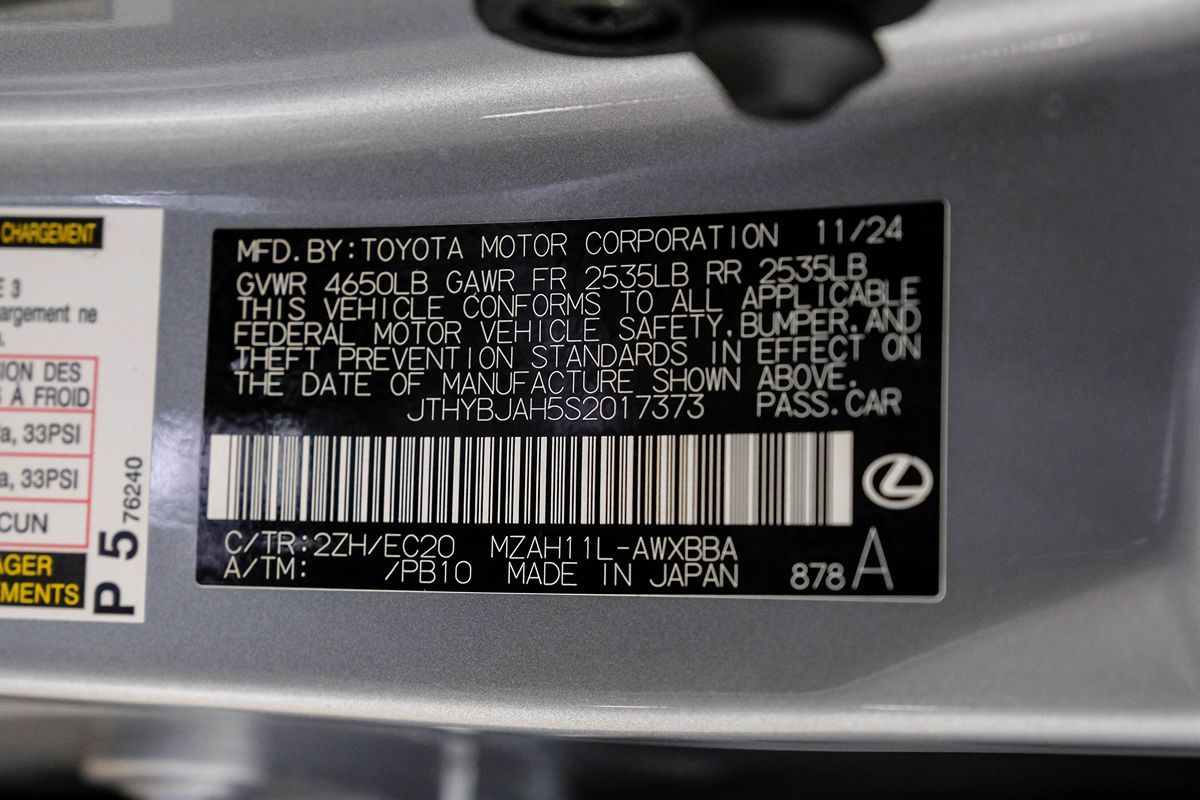 CHARGEMENT
E 3
argement ne
ION DES
À FROID
33PSI
33PSI
CUN
AGER
MENTS
P 5 76240
MFD.BY:TOYOTA MOTOR CORPORATION 11/24
GVWR 4650LB GAWR FR 2535LB RR 2535LB
THIS VEHICLE CONFORMS TO ALL APPLICABLE
FEDERAL MOTOR VEHICLE SAFETY,BUMPER,AND
THEFT PREVENTION STANDARDS IN EFFECT ON
THE DATE OF MANUFACTURE SHOWN ABOVE.
JTHYBJAH5S2017373 PASS.CAR
C/TR:2ZH/EC20 MZAH11L-AWXBBA
A/TM: /PB10 MADE IN JAPAN 878 A